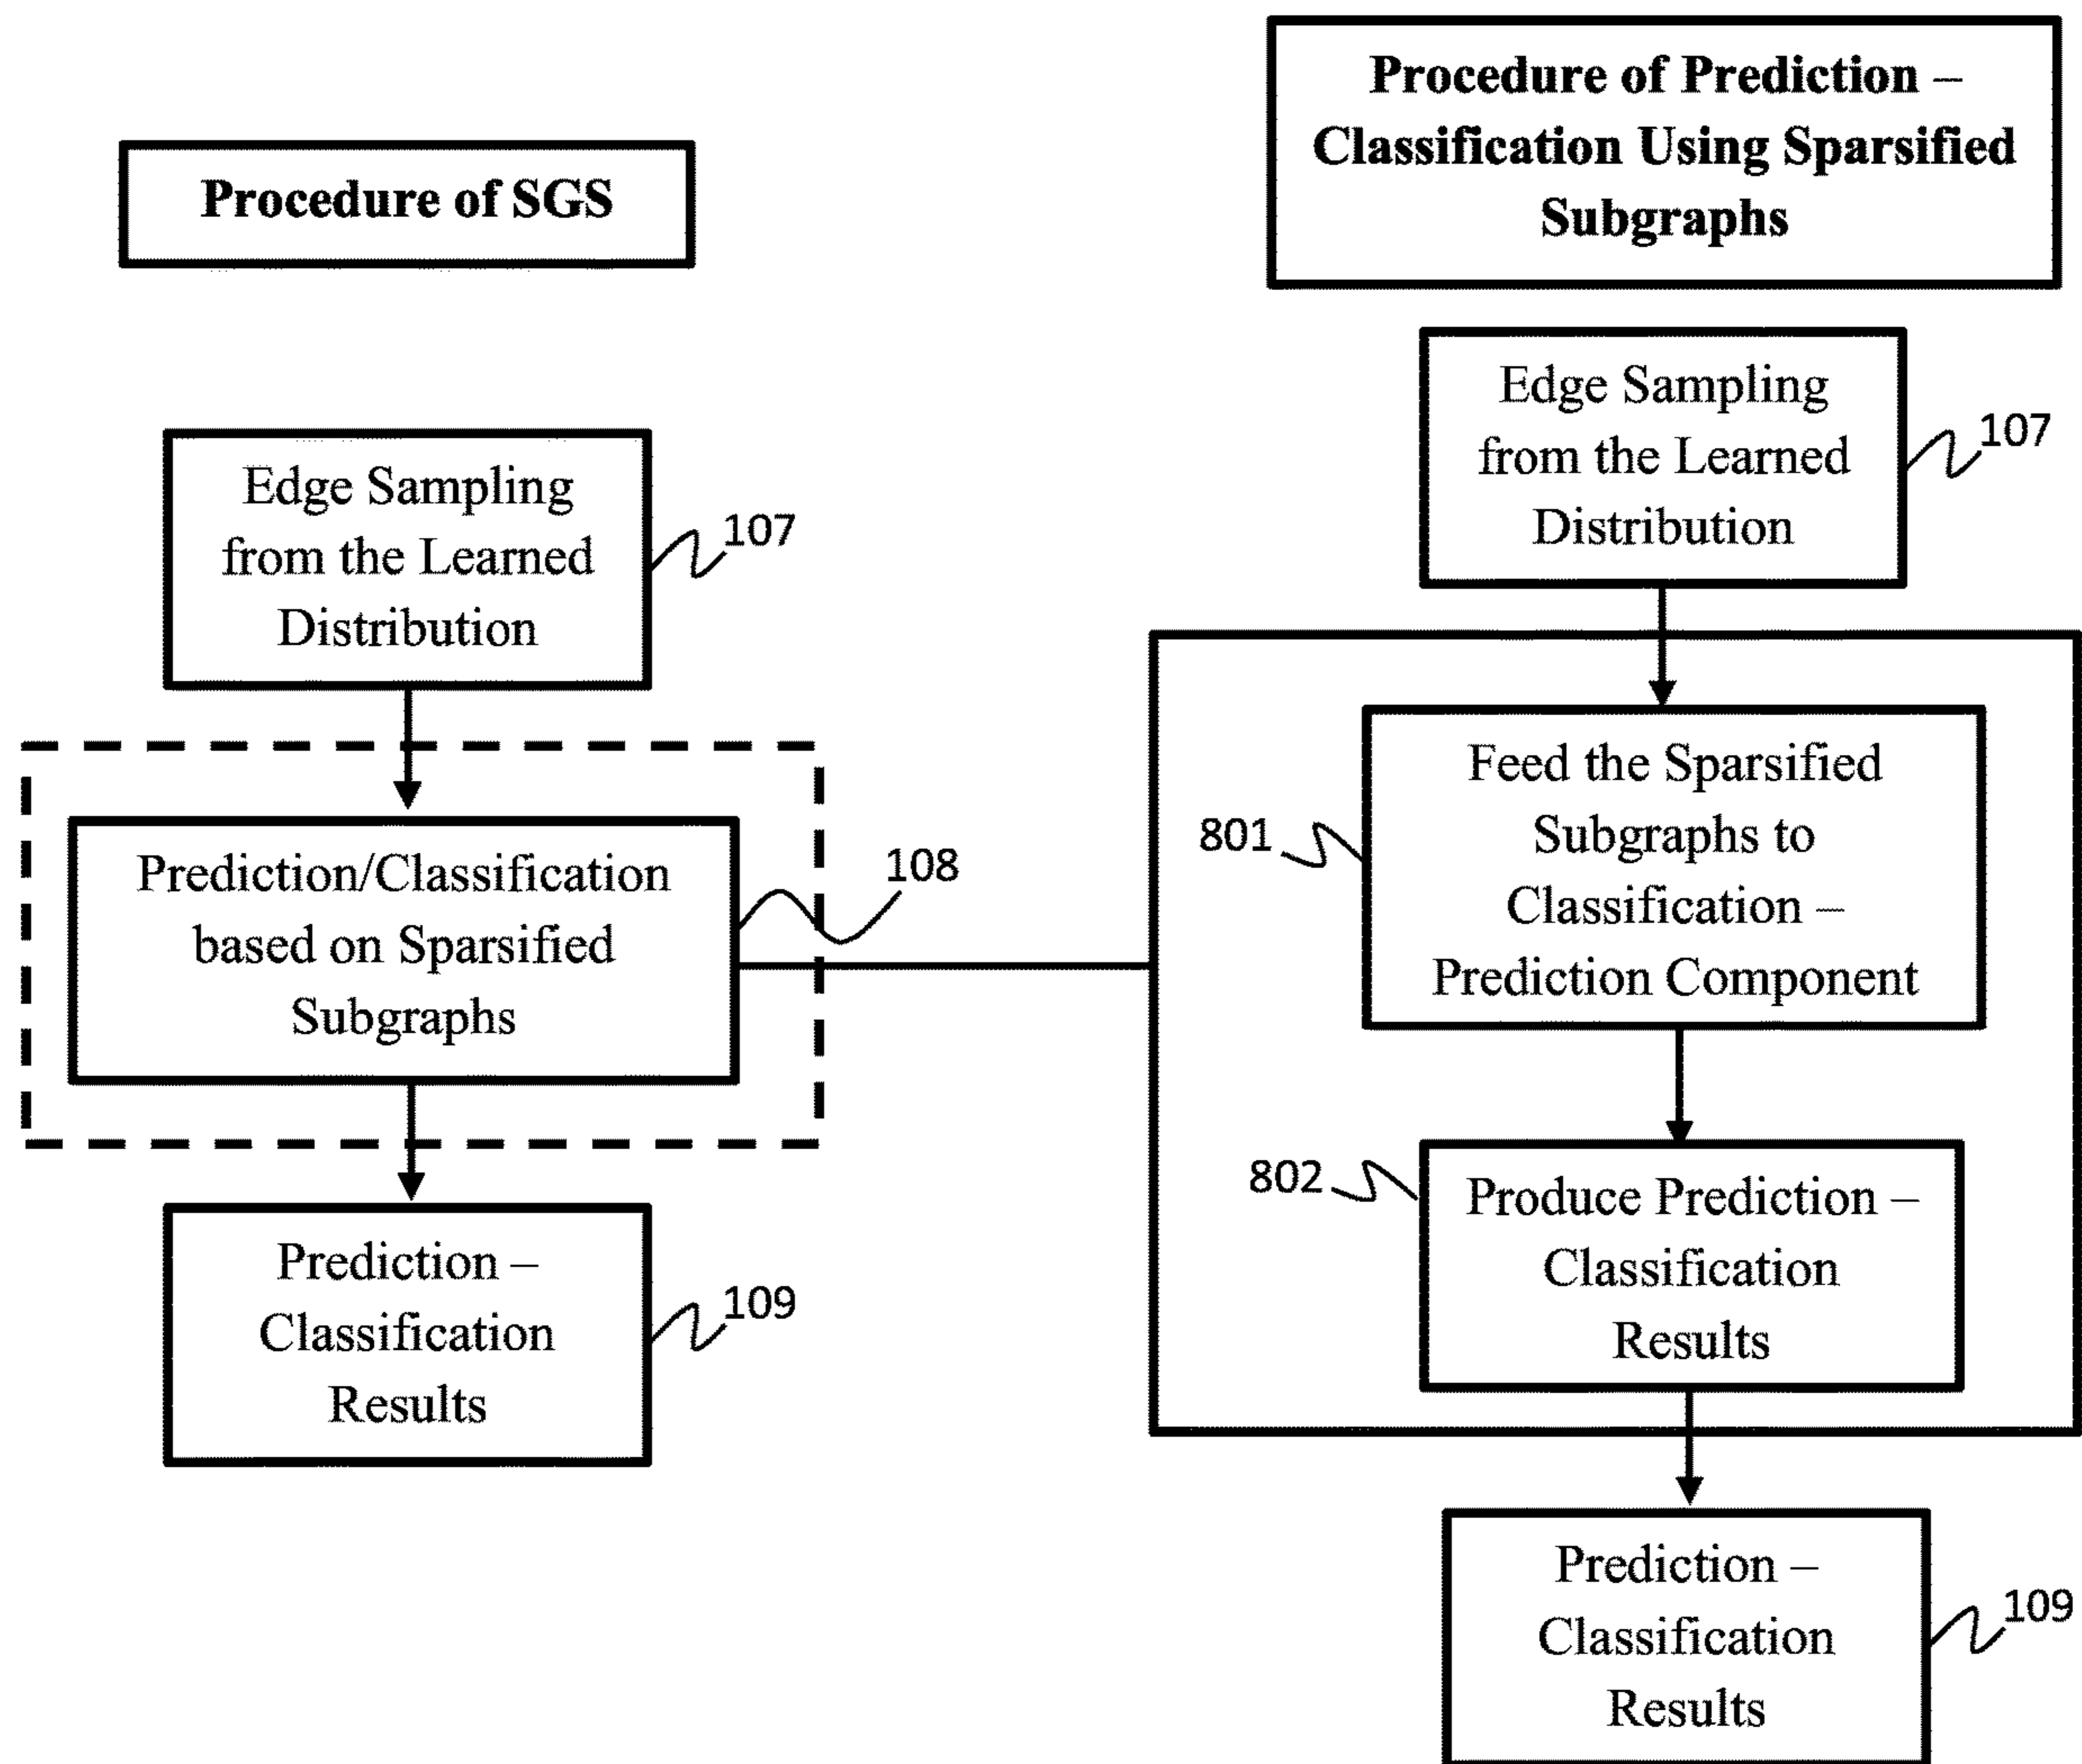 Procedure of SGS
Edge Sampling
from the Learned
Distribution
107
Prediction/Classification
based on Sparsified
Subgraphs
108
Prediction –
Classification
Results
109
Procedure of Prediction –
Classification Using Sparsified
Subgraphs
Edge Sampling
from the Learned
Distribution
107
Feed the Sparsified
Subgraphs to
Classification –
Prediction Component
801
Produce Prediction –
Classification
Results
802
Prediction –
Classification
Results
109